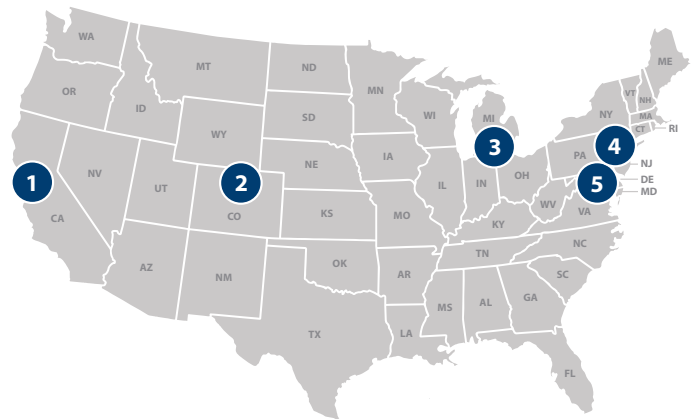 WA
ME
MT
ND
VT
MN
OR
NH
ID
WI
NY
MA
SD
MI
CT
RI
WY
4
3
PA
IA
NE
NJ
NV
OH
1
2
5
DE
IL
IN
UT
MD
WV
CO
VA
CA
KS
MO
KY
NC
TN
OK
AZ
NM
AR
SC
GA
AL
MS
LA
TX
FL